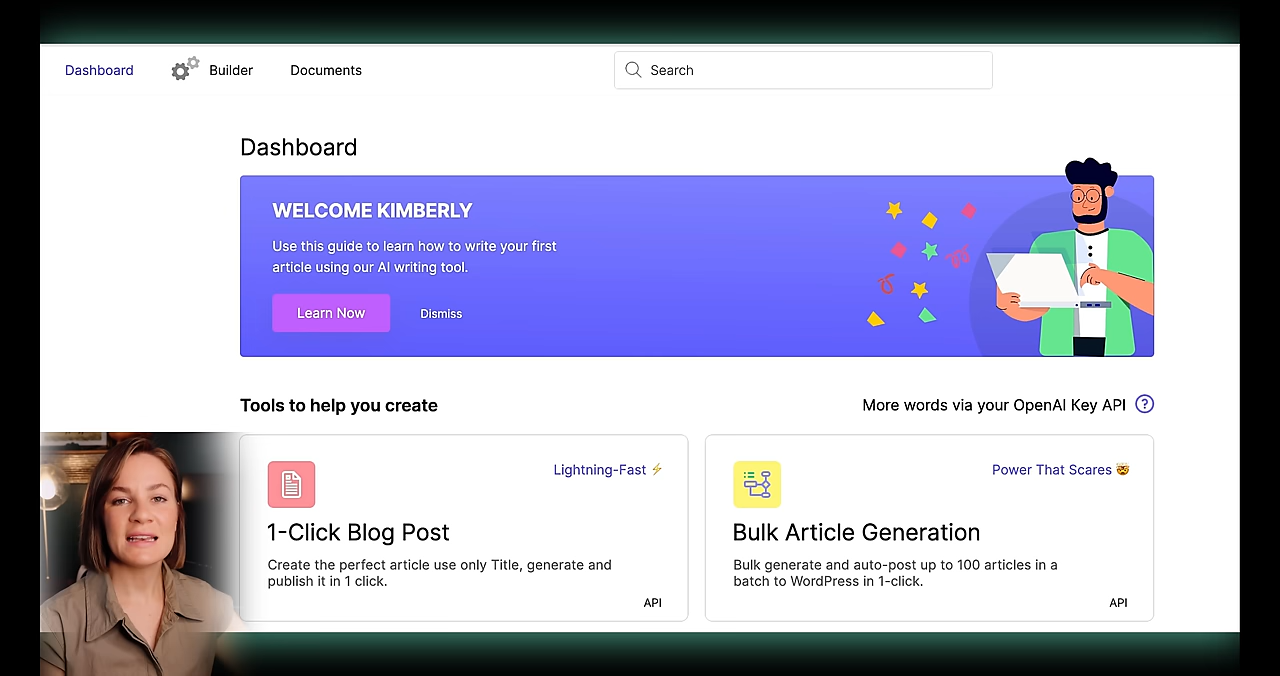 Dashboard
Builder
Documents
Search
Dashboard
WELCOME KIMBERLY
Use this guide to learn how to write your first
article using our AI writing tool.
Learn Now
Dismiss
Tools to help you create
More words via your OpenAI Key API ?
Lightning-Fast ⚡
1-Click Blog Post
Create the perfect article use only Title, generate and
publish it in 1 click.
API
Power That Scares 🤯
Bulk Article Generation
Bulk generate and auto-post up to 100 articles in a
batch to WordPress in 1-click.
API